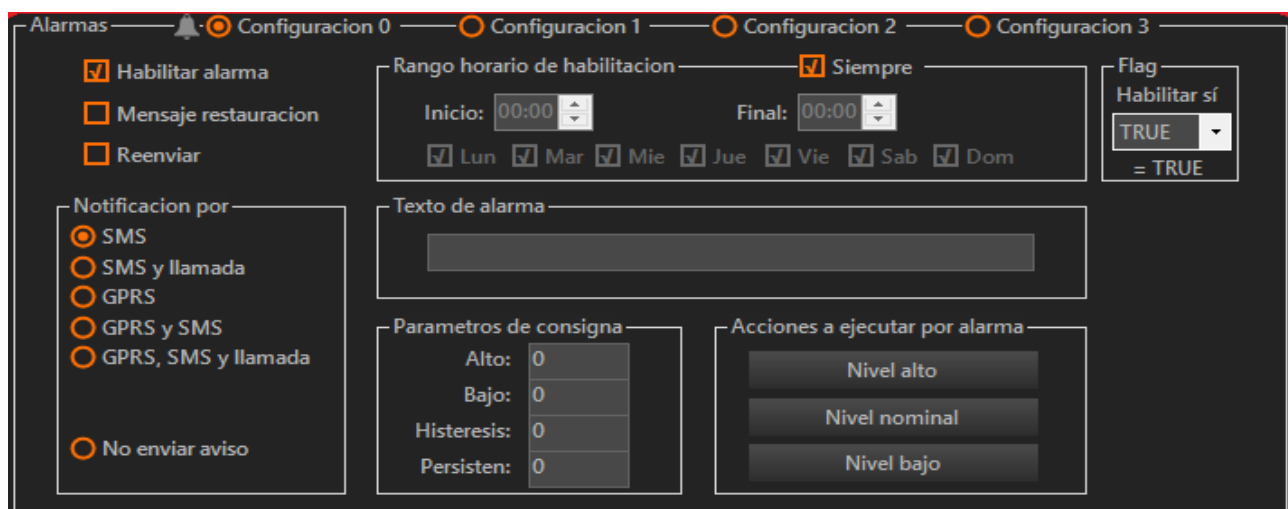 Alarmas Configuracion 0 Configuracion 1 Configuracion 2 Configuracion 3
Habilitar alarma
Mensaje restauracion
Reenviar
Rango horario de habilitacion Siempre
Inicio: 00:00 Final: 00:00
Lun Mar Mie Jue Vie Sab Dom
Flag
Habilitar sí
TRUE
= TRUE
Notificacion por
SMS
SMS y llamada
GPRS
GPRS y SMS
GPRS, SMS y llamada
No enviar aviso
Texto de alarma
Parametros de consigna
Alto: 0
Bajo: 0
Histeresis: 0
Persisten: 0
Acciones a ejecutar por alarma
Nivel alto
Nivel nominal
Nivel bajo